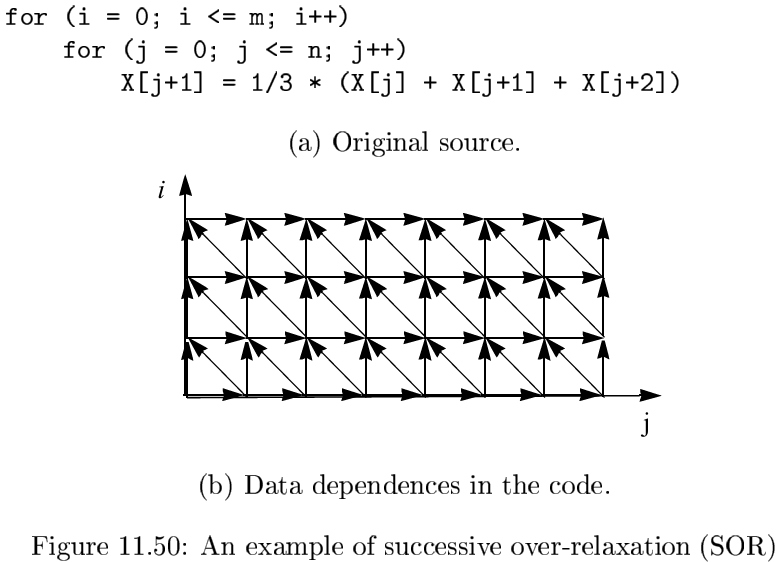 for (i = 0; i <= m; i++)
    for (j = 0; j <= n; j++)
        X[j+1] = 1/3 * (X[j] + X[j+1] + X[j+2])
(a) Original source.
i
j
(b) Data dependences in the code.
Figure 11.50: An example of successive over-relaxation (SOR)